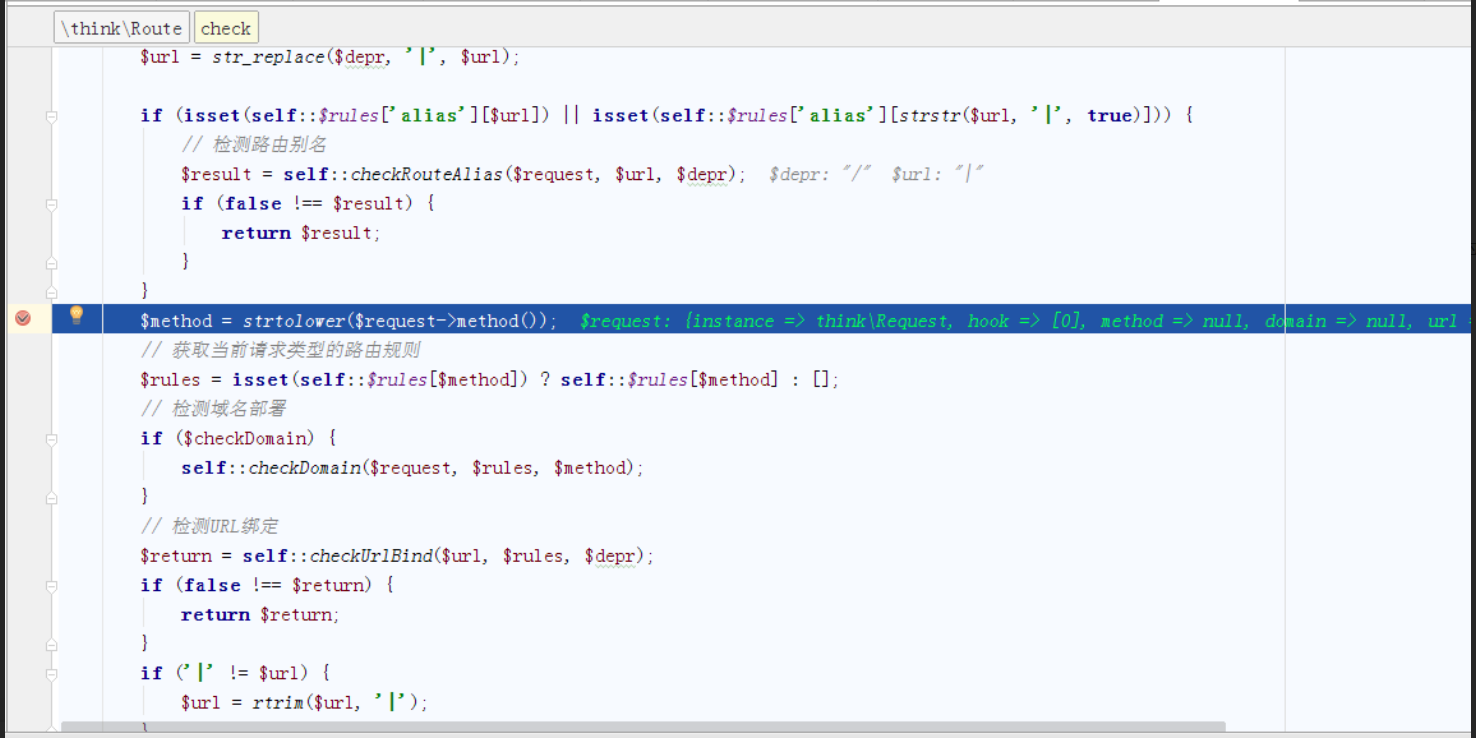 \think\Route check
$url = str_replace($depr, '|', $url);
if (isset(self::$rules['alias'][$url]) || isset(self::$rules['alias'][strstr($url, '|', true)])) {
// 检测路由别名
$result = self::checkRouteAlias($request, $url, $depr); $depr: "/" $url: "|"
if (false !== $result) {
return $result;
}
}
$method = strtolower($request->method()); $request: {instance => think\Request, hook => [0], method => null, domain => null, url
// 获取当前请求类型的路由规则
$rules = isset(self::$rules[$method]) ? self::$rules[$method] : [];
// 检测域名部署
if ($checkDomain) {
self::checkDomain($request, $rules, $method);
}
// 检测URL绑定
$return = self::checkUrlBind($url, $rules, $depr);
if (false !== $return) {
return $return;
}
if ('|' != $url) {
$url = rtrim($url, '|');